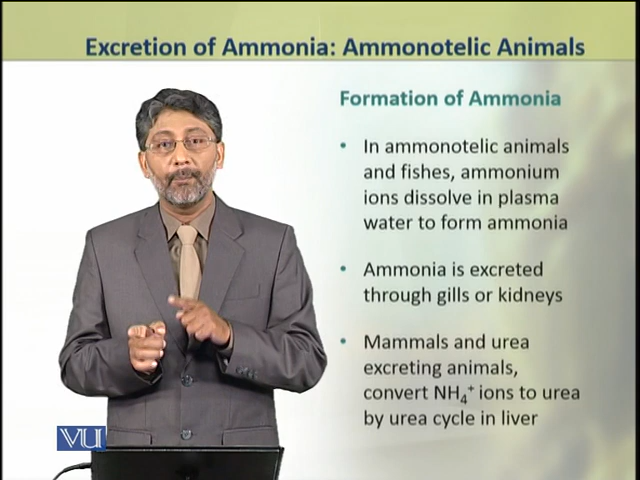 Excretion of Ammonia: Ammonotelic Animals
Formation of Ammonia
• In ammonotelic animals
and fishes, ammonium
ions dissolve in plasma
water to form ammonia
• Ammonia is excreted
through gills or kidneys
• Mammals and urea
excreting animals,
convert NH₄⁺ ions to urea
by urea cycle in liver
VU